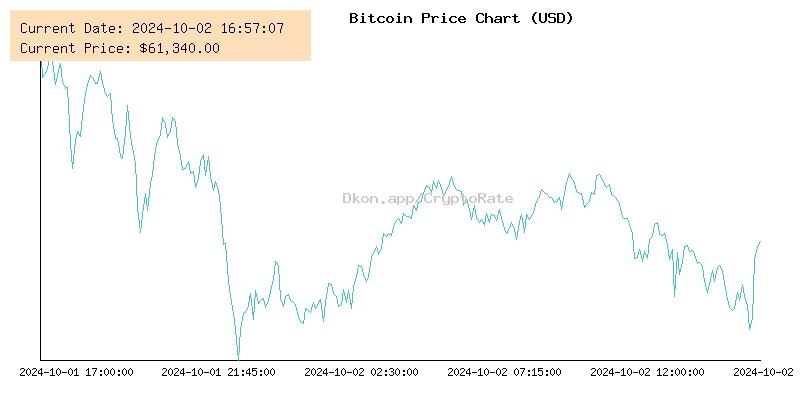 Bitcoin Price Chart (USD)
Current Date: 2024-10-02 16:57:07
Current Price: $61,340.00
Dkon.app/CryptoRate
2024-10-01 17:00:00 2024-10-01 21:45:00 2024-10-02 02:30:00 2024-10-02 07:15:00 2024-10-02 12:00:00 2024-10-02